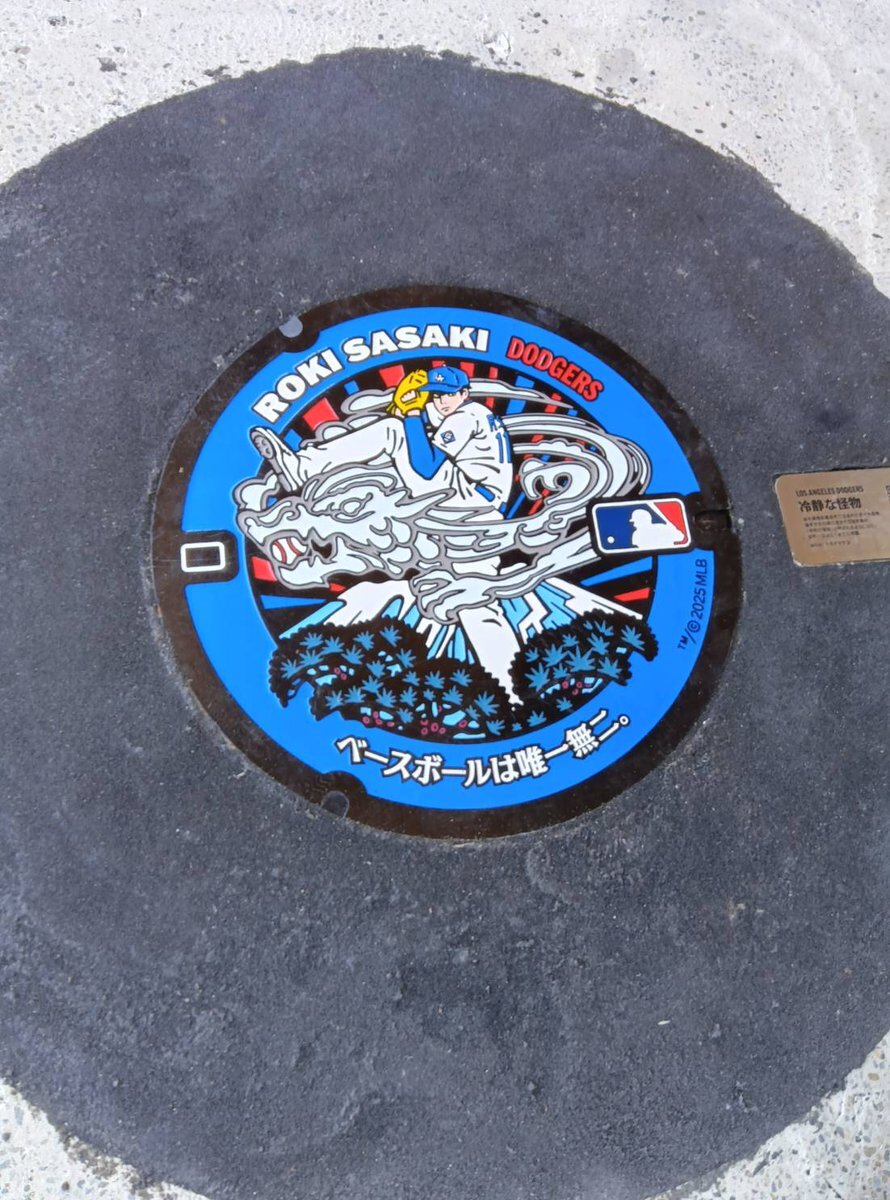 ROKI SASAKI DODGERS
TM/© 2025 MLB
ベースボールは唯一無二。
LOS ANGELES DODGERS
冷静な怪物